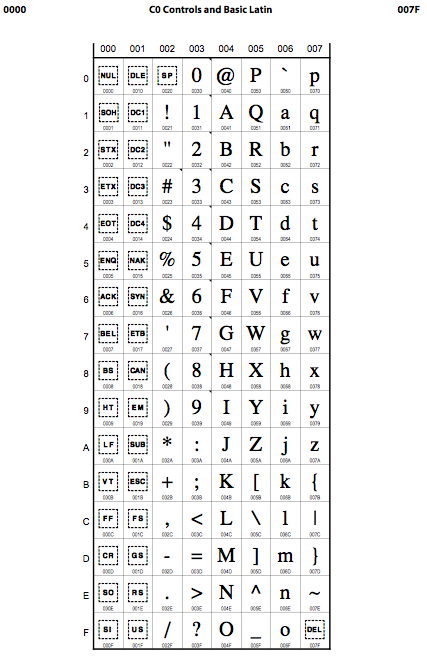 0000 C0 Controls and Basic Latin 007F
000 001 002 003 004 005 006 007
0 NUL DLE SP 0 @ P ` p
0000 0010 0020 0030 0040 0050 0060 0070
1 SOH DC1 ! 1 A Q a q
0001 0011 0021 0031 0041 0051 0061 0071
2 STX DC2 " 2 B R b r
0002 0012 0022 0032 0042 0052 0062 0072
3 ETX DC3 # 3 C S c s
0003 0013 0023 0033 0043 0053 0063 0073
4 EOT DC4 $ 4 D T d t
0004 0014 0024 0034 0044 0054 0064 0074
5 ENQ NAK % 5 E U e u
0005 0015 0025 0035 0045 0055 0065 0075
6 ACK SYN & 6 F V f v
0006 0016 0026 0036 0046 0056 0066 0076
7 BEL ETB ' 7 G W g w
0007 0017 0027 0037 0047 0057 0067 0077
8 BS CAN ( 8 H X h x
0008 0018 0028 0038 0048 0058 0068 0078
9 HT EM ) 9 I Y i y
0009 0019 0029 0039 0049 0059 0069 0079
A LF SUB * : J Z j z
000A 001A 002A 003A 004A 005A 006A 007A
B VT ESC + ; K [ k {
000B 001B 002B 003B 004B 005B 006B 007B
C FF FS , < L \ l |
000C 001C 002C 003C 004C 005C 006C 007C
D CR GS - = M ] m }
000D 001D 002D 003D 004D 005D 006D 007D
E SO RS . > N ^ n ~
000E 001E 002E 003E 004E 005E 006E 007E
F SI US / ? O _ o DEL
000F 001F 002F 003F 004F 005F 006F 007F